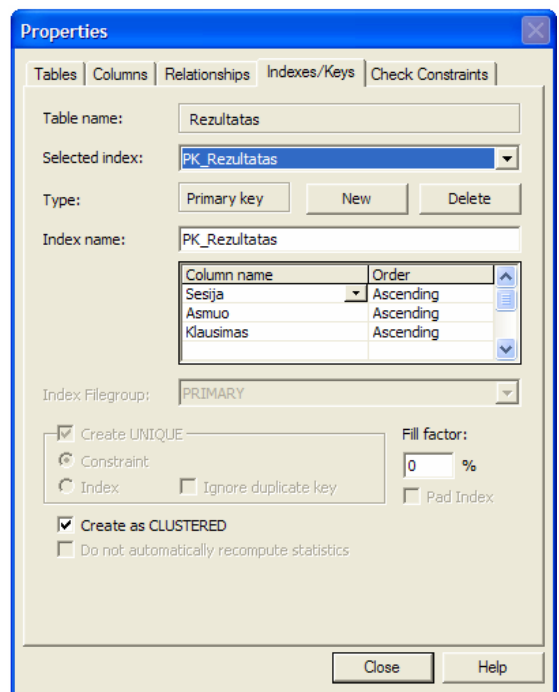 Properties
Tables Columns Relationships Indexes/Keys Check Constraints
Table name: Rezultatas
Selected index: PK_Rezultatas
Type: Primary key New Delete
Index name: PK_Rezultatas
Column name Order
Sesija Ascending
Asmuo Ascending
Klausimas Ascending
Index Filegroup: PRIMARY
Create UNIQUE Fill factor:
Constraint 0 %
Index Ignore duplicate key Pad Index
Create as CLUSTERED
Do not automatically recompute statistics
Close Help